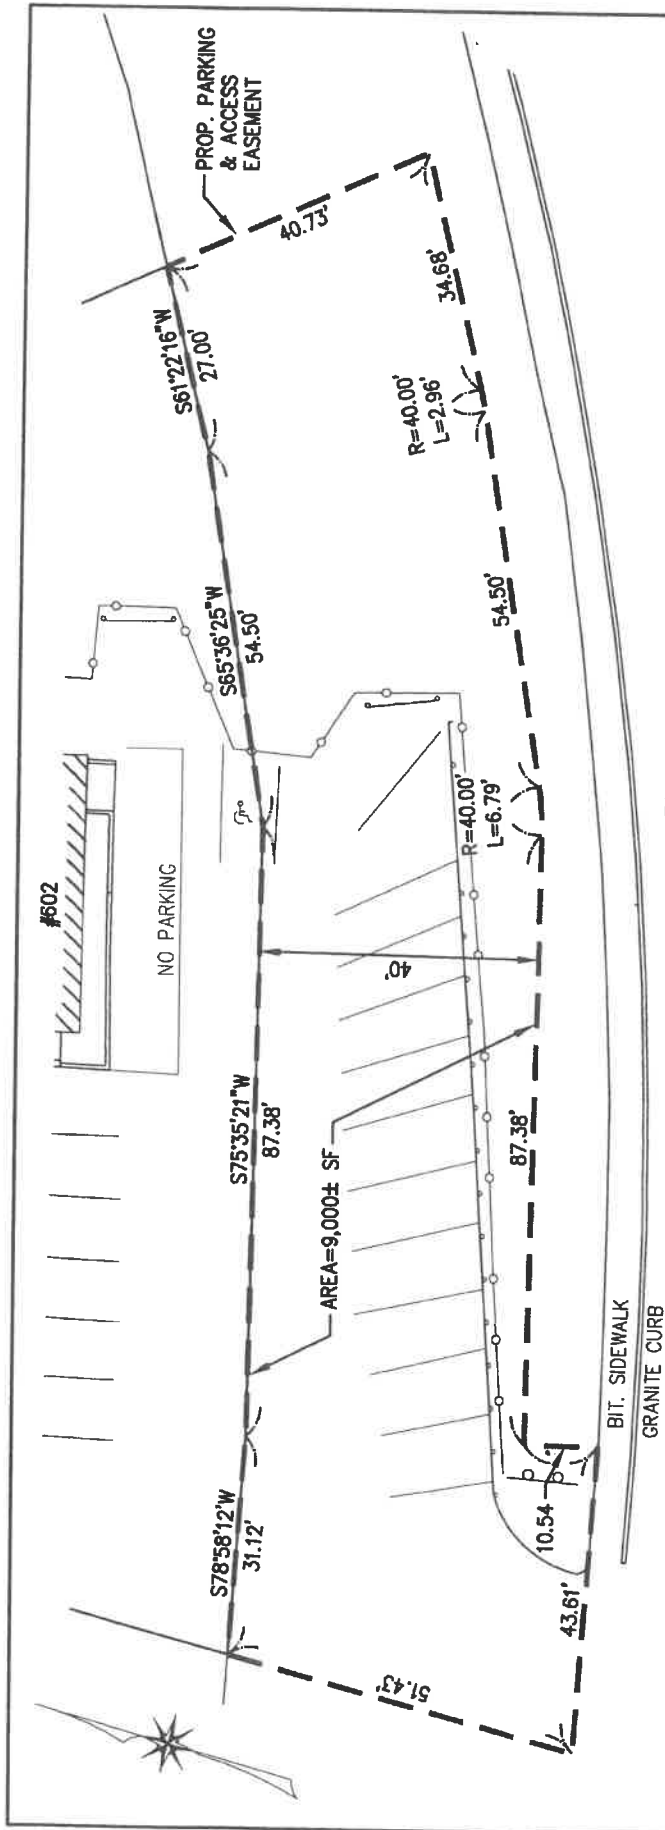 PROP. PARKING
& ACCESS
EASEMENT
40.73'
S61°22'16"W
27.00'
34.68'
R=40.00'
L=2.96'
S65°36'25"W
54.50'
54.50'
#602
NO PARKING
R=40.00'
L=6.79'
40'
S75°35'21"W
87.38'
87.38'
AREA=9,000± SF
S78°58'12"W
31.12'
10.54
BIT. SIDEWALK
GRANITE CURB
43.61'
51.43'